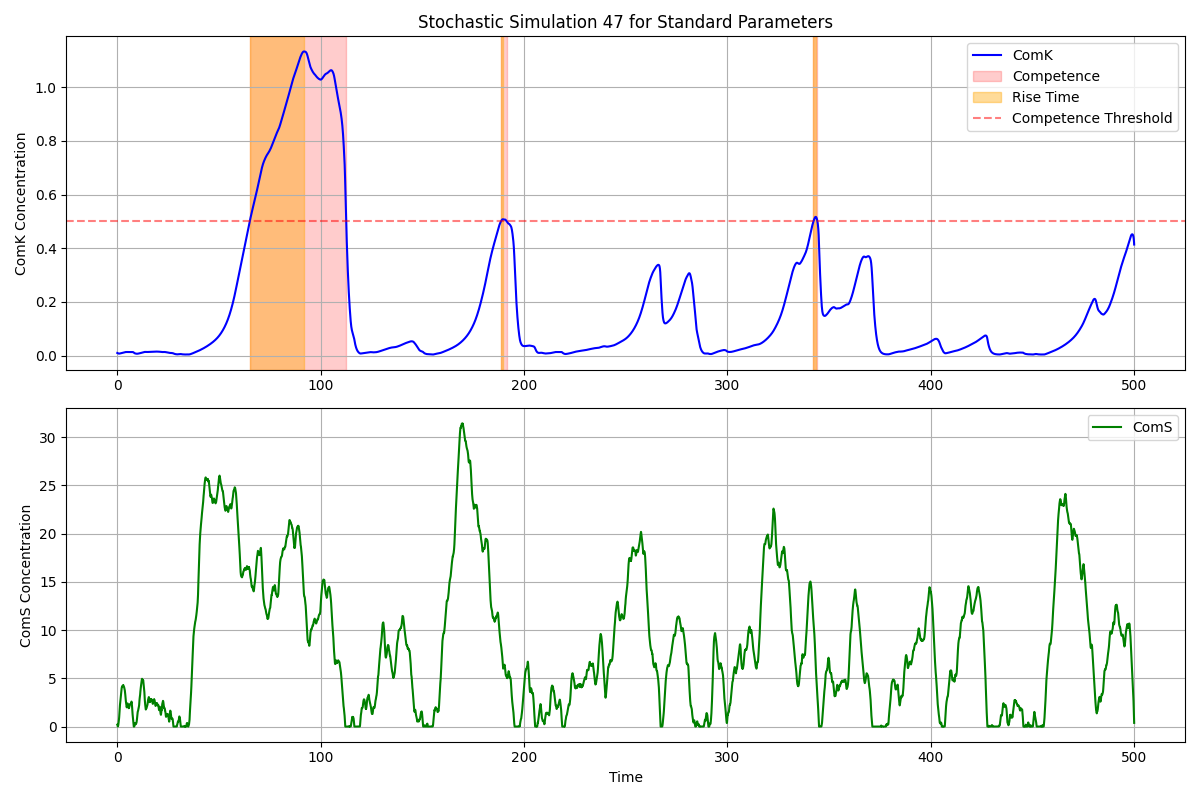 Stochastic Simulation 47 for Standard Parameters
ComK Concentration
1.0
0.8
0.6
0.4
0.2
0.0
ComK
Competence
Rise Time
Competence Threshold
0 100 200 300 400 500
ComS Concentration
30
25
20
15
10
5
0
ComS
0 100 200 300 400 500
Time